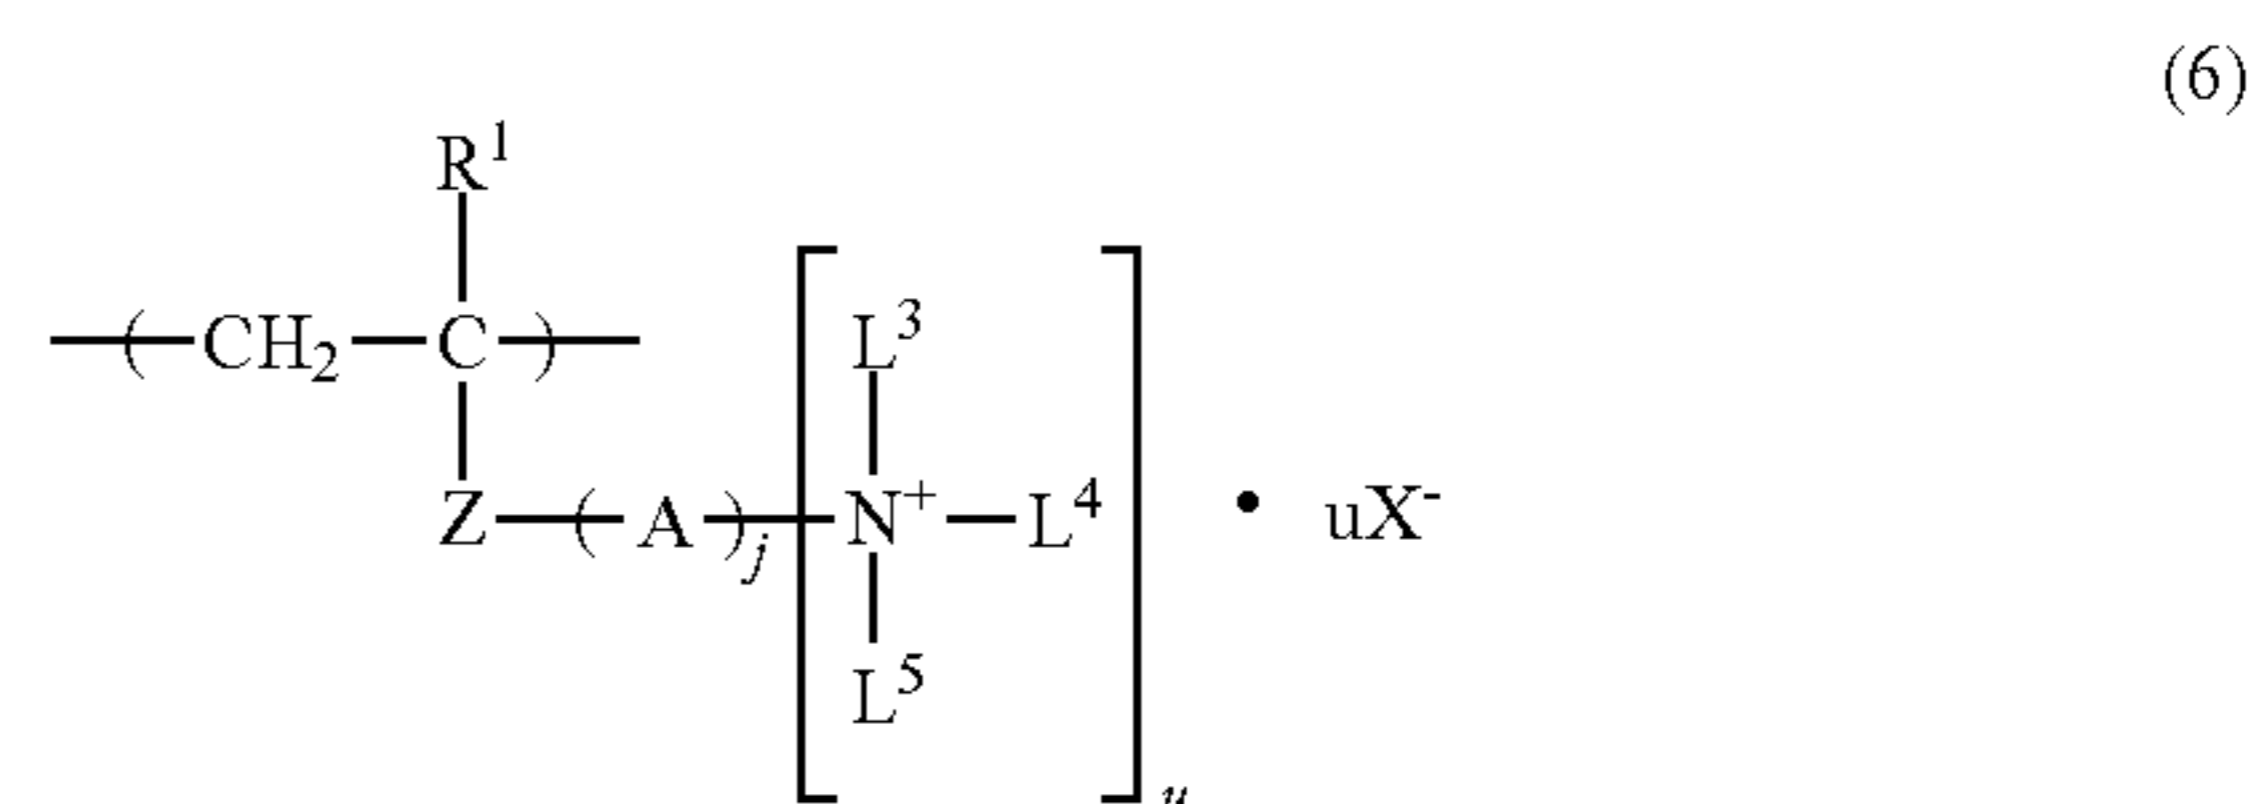 (6)
R¹
L³
—(—CH₂—C—)—
Z—(—A—)j—N⁺—L⁴ • uX⁻
L⁵
u